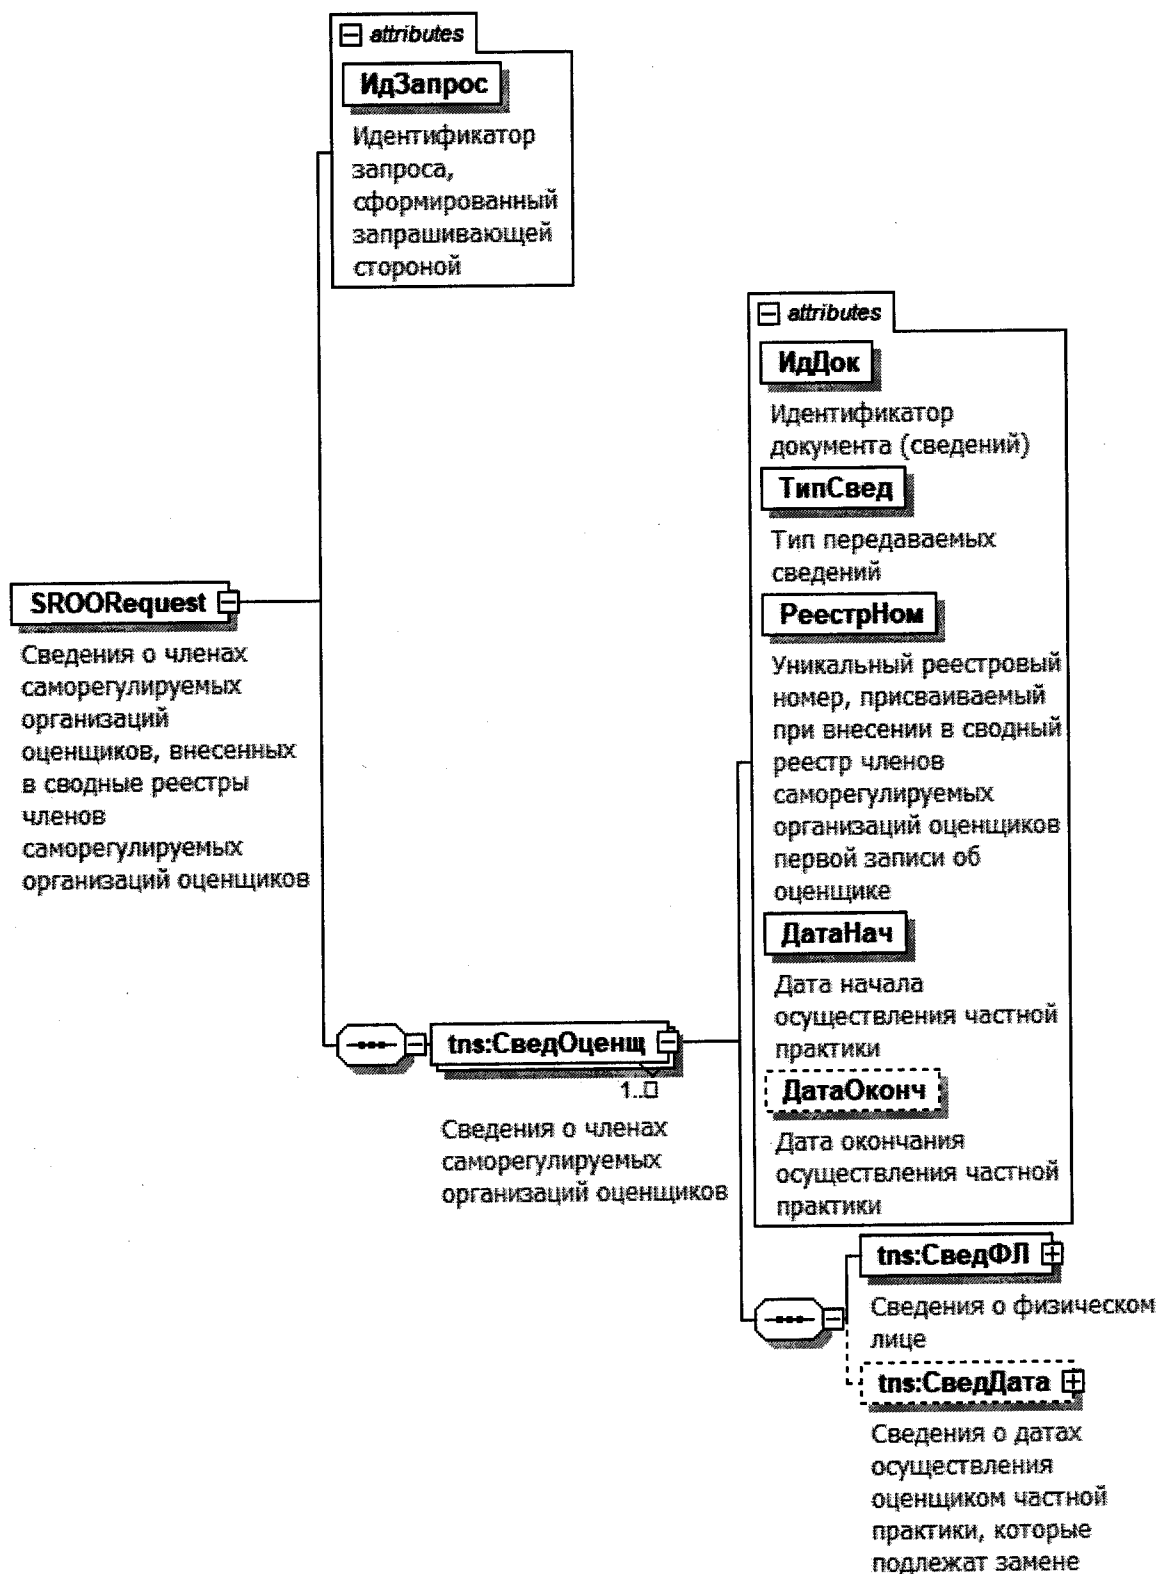 attributes
ИдЗапрос
Идентификатор
запроса,
сформированный
запрашивающей
стороной
SROORequest
Сведения о членах
саморегулируемых
организаций
оценщиков, внесенных
в сводные реестры
членов
саморегулируемых
организаций оценщиков
attributes
ИдДок
Идентификатор
документа (сведений)
ТипСвед
Тип передаваемых
сведений
РеестрНом
Уникальный реестровый
номер, присваиваемый
при внесении в сводный
реестр членов
саморегулируемых
организаций оценщиков
первой записи об
оценщике
ДатаНач
Дата начала
осуществления частной
практики
ДатаОконч
Дата окончания
осуществления частной
практики
tns:СведОценщ
1..□
Сведения о членах
саморегулируемых
организаций оценщиков
tns:СведФЛ
Сведения о физическом
лице
tns:СведДата
Сведения о датах
осуществления
оценщиком частной
практики, которые
подлежат замене